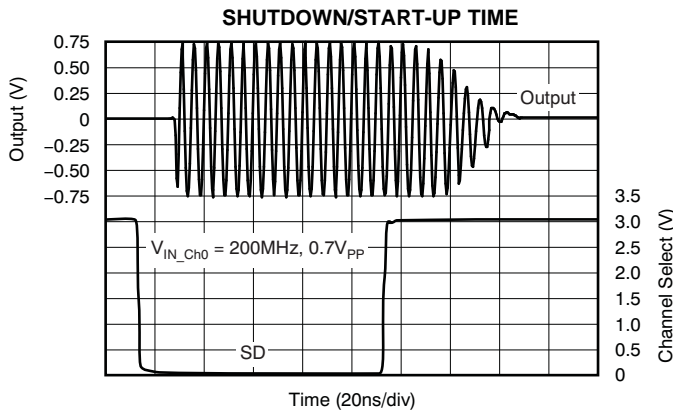 SHUTDOWN/START-UP TIME
Output (V)
0.75
0.50
0.25
0
−0.25
−0.50
−0.75
Output
3.5
3.0
2.5
2.0
1.5
1.0
0.5
0
Channel Select (V)
V_IN_Ch0 = 200MHz, 0.7V_PP
SD
Time (20ns/div)